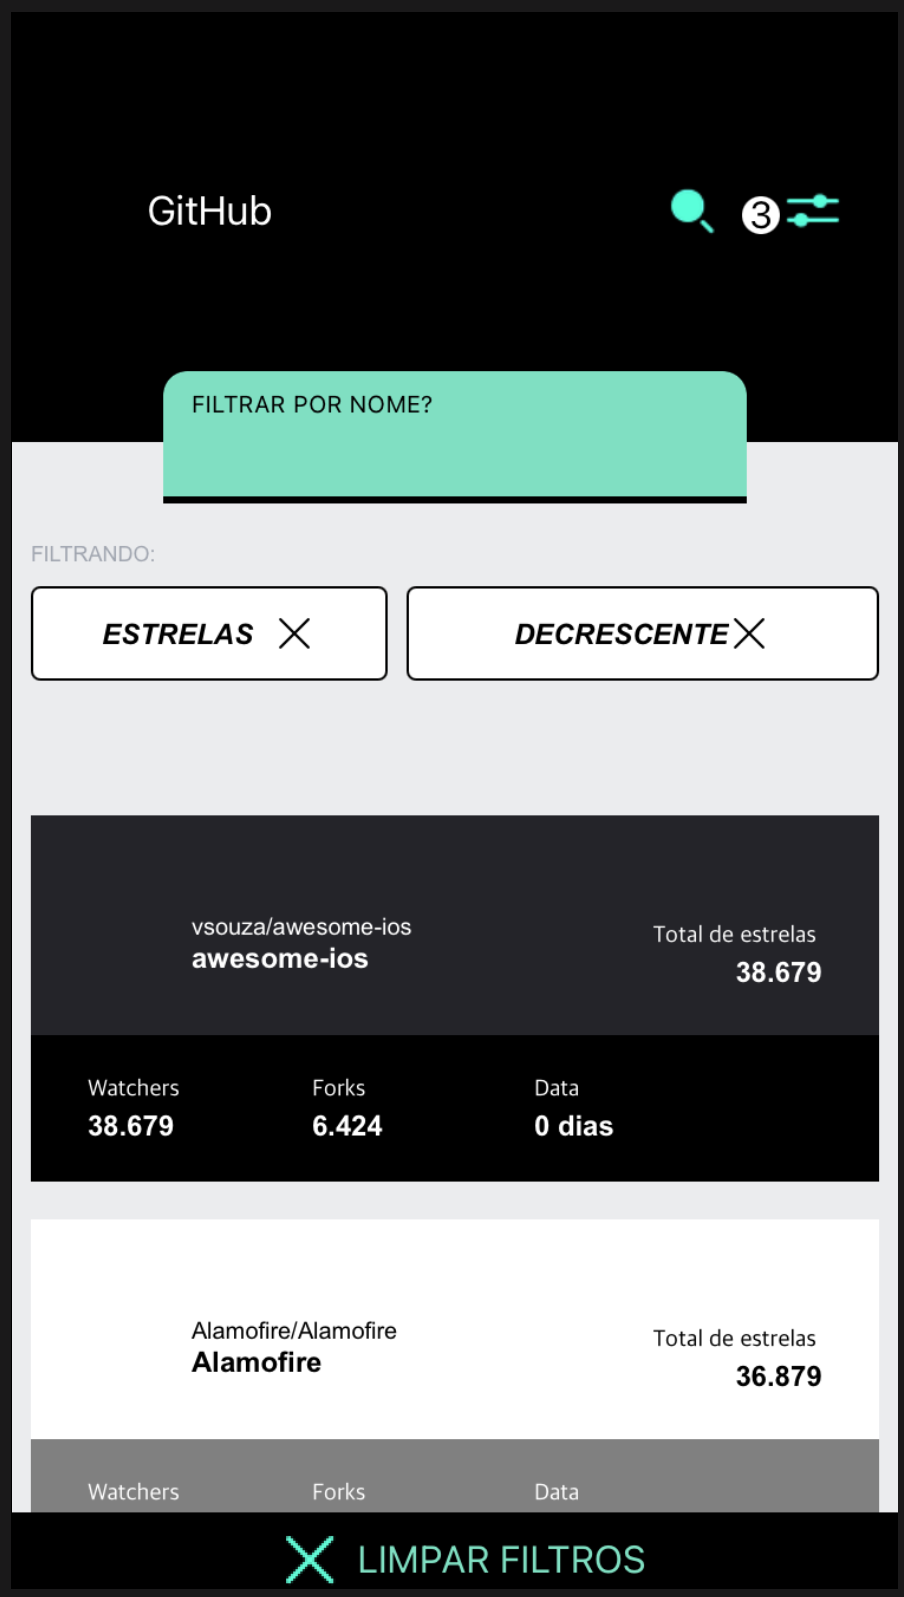 GitHub
3
FILTRAR POR NOME?
FILTRANDO:
ESTRELAS
DECRESCENTE
vsouza/awesome-ios
awesome-ios
Total de estrelas
38.679
Watchers
Forks
Data
38.679
6.424
0 dias
Alamofire/Alamofire
Alamofire
Total de estrelas
36.879
Watchers
Forks
Data
LIMPAR FILTROS